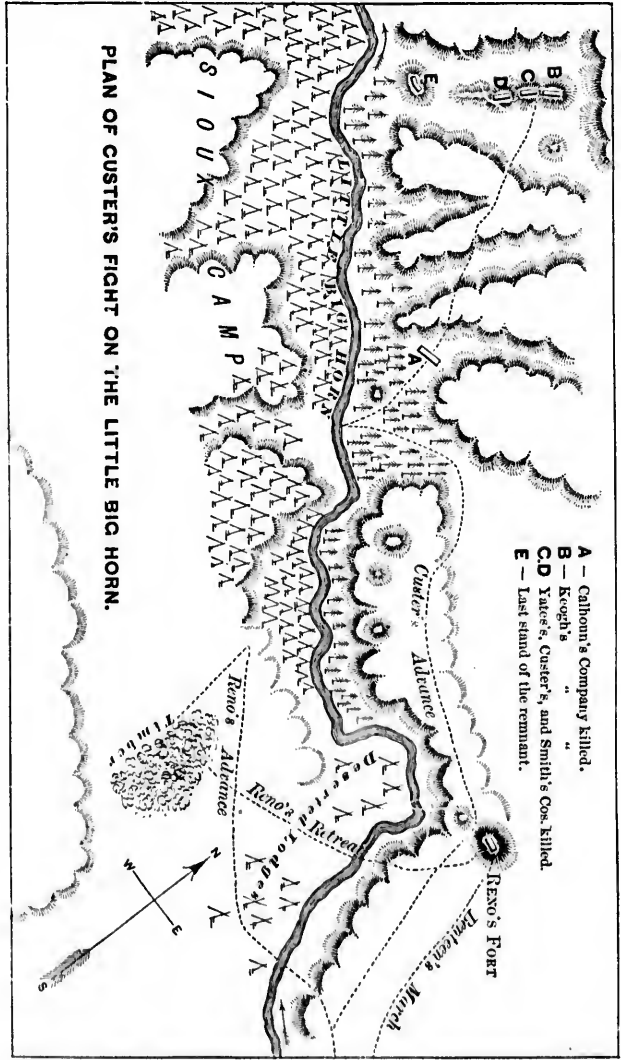 A — Calhoun's Company killed.
B — Keogh's " "
C.D Yates's, Custer's, and Smith's Cos. killed.
E — Last stand of the remnant.
B
C
D
E
A
LITTLE BIG HORN
SIOUX CAMP
Custer's Advance
RENO'S FORT
Benteen's March
Reno's Advance
Reno's Retreat
Deserted Lodges
Timber
N
W
E
S
PLAN OF CUSTER'S FIGHT ON THE LITTLE BIG HORN.